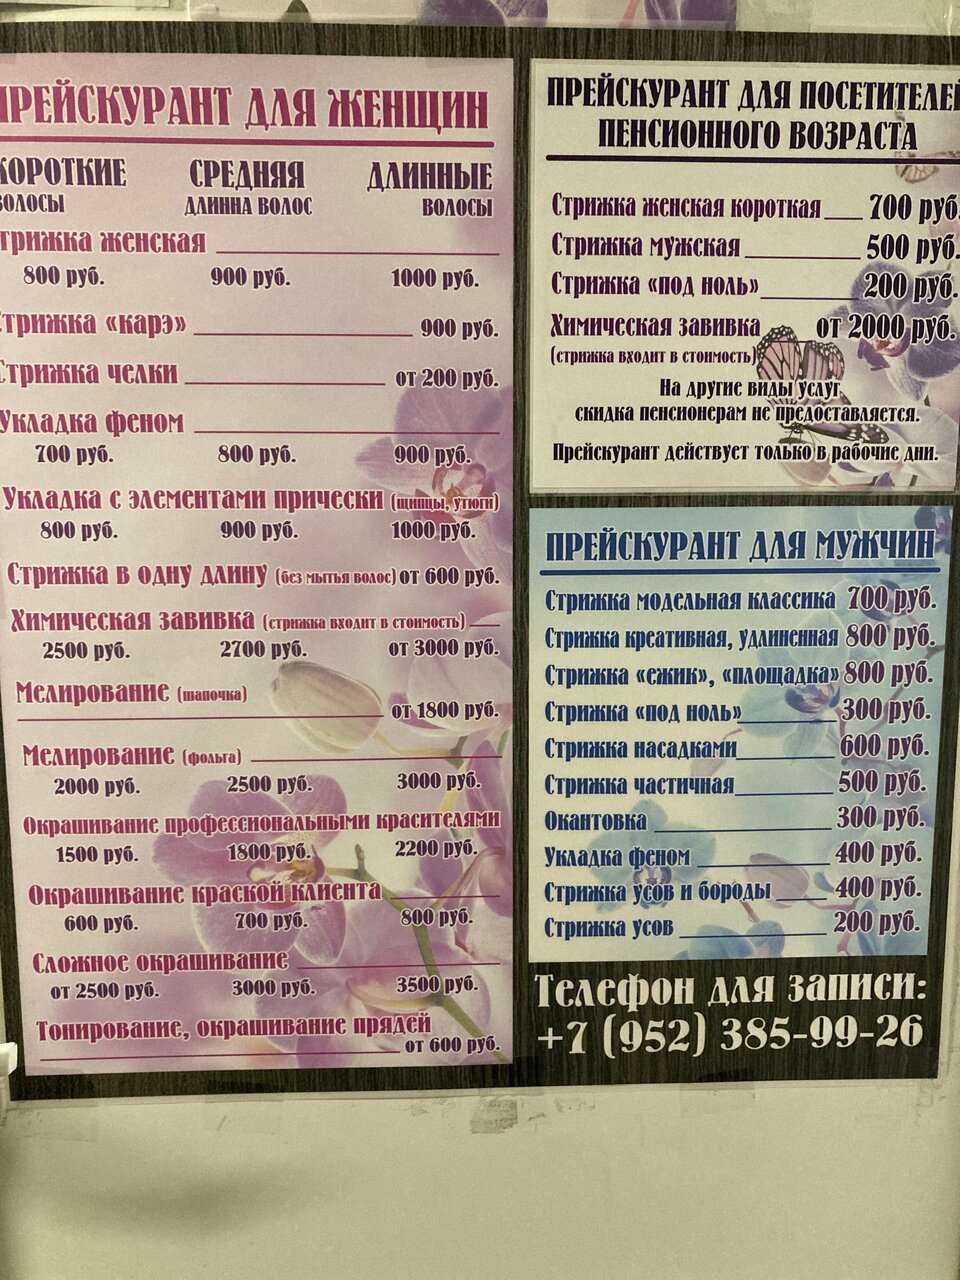 ПРЕЙСКУРАНТ ДЛЯ ЖЕНЩИН
КОРОТКИЕ СРЕДНЯЯ ДЛИННЫЕ
ВОЛОСЫ ДЛИННА ВОЛОС ВОЛОСЫ
Стрижка женская
800 руб. 900 руб. 1000 руб.
Стрижка «карэ» 900 руб.
Стрижка челки от 200 руб.
Укладка феном
700 руб. 800 руб. 900 руб.
Укладка с элементами прически (щипцы, утюги)
800 руб. 900 руб. 1000 руб.
Стрижка в одну длину (без мытья волос) от 600 руб.
Химическая завивка (стрижка входит в стоимость)
2500 руб. 2700 руб. от 3000 руб.
Мелирование (шапочка)
от 1800 руб.
Мелирование (фольга)
2000 руб. 2500 руб. 3000 руб.
Окрашивание профессиональными красителями
1500 руб. 1800 руб. 2200 руб.
Окрашивание краской клиента
600 руб. 700 руб. 800 руб.
Сложное окрашивание
от 2500 руб. 3000 руб. 3500 руб.
Тонирование, окрашивание прядей
от 600 руб.
ПРЕЙСКУРАНТ ДЛЯ ПОСЕТИТЕЛЕЙ
ПЕНСИОННОГО ВОЗРАСТА
Стрижка женская короткая 700 руб.
Стрижка мужская 500 руб.
Стрижка «под ноль» 200 руб.
Химическая завивка от 2000 руб.
(стрижка входит в стоимость)
На другие виды услуг
скидка пенсионерам не предоставляется.
Прейскурант действует только в рабочие дни.
ПРЕЙСКУРАНТ ДЛЯ МУЖЧИН
Стрижка модельная классика 700 руб.
Стрижка креативная, удлиненная 800 руб.
Стрижка «ежик», «площадка» 800 руб.
Стрижка «под ноль» 300 руб.
Стрижка насадками 600 руб.
Стрижка частичная 500 руб.
Окантовка 300 руб.
Укладка феном 400 руб.
Стрижка усов и бороды 400 руб.
Стрижка усов 200 руб.
Телефон для записи:
+7 (952) 385-99-26